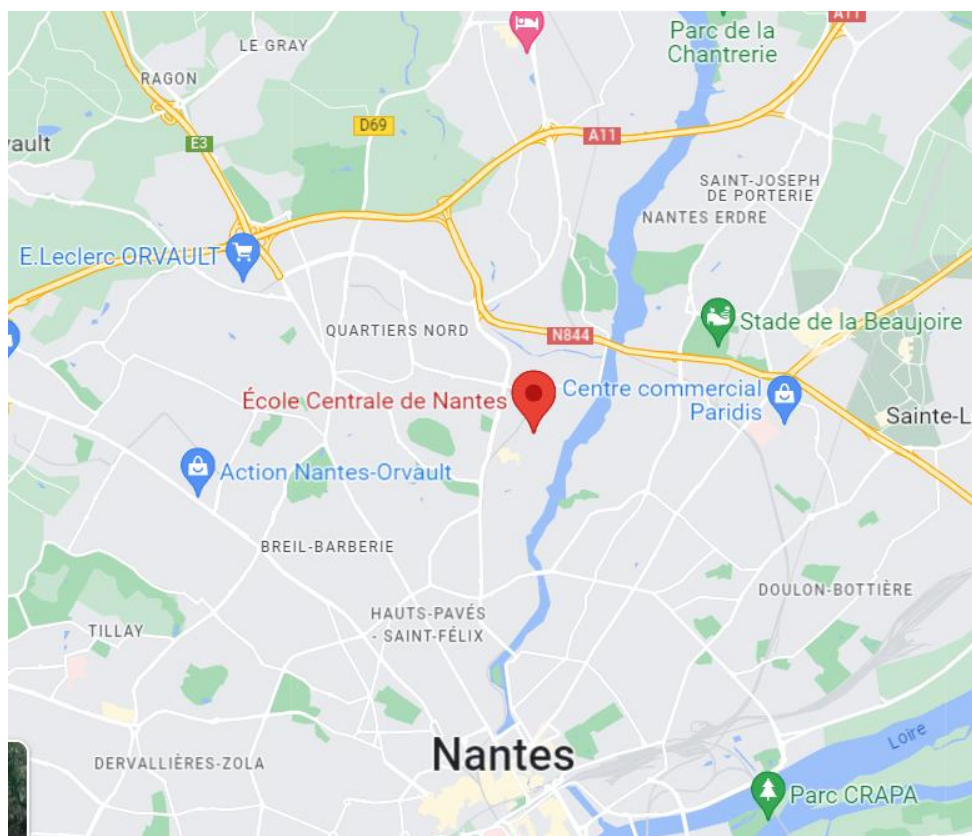 A11
Parc de la
Chantrerie
LE GRAY
RAGON
D69
E3
A11
ault
SAINT-JOSEPH
DE PORTERIE
NANTES ERDRE
E.Leclerc ORVAULT
QUARTIERS NORD
N844
Stade de la Beaujoire
École Centrale de Nantes
Centre commercial
Paridis
Sainte-L
Action Nantes-Orvault
BREIL-BARBERIE
DOULON-BOTTIÈRE
HAUTS-PAVÉS
- SAINT-FÉLIX
TILLAY
Nantes
Loire
DERVALLIÈRES-ZOLA
Parc CRAPA